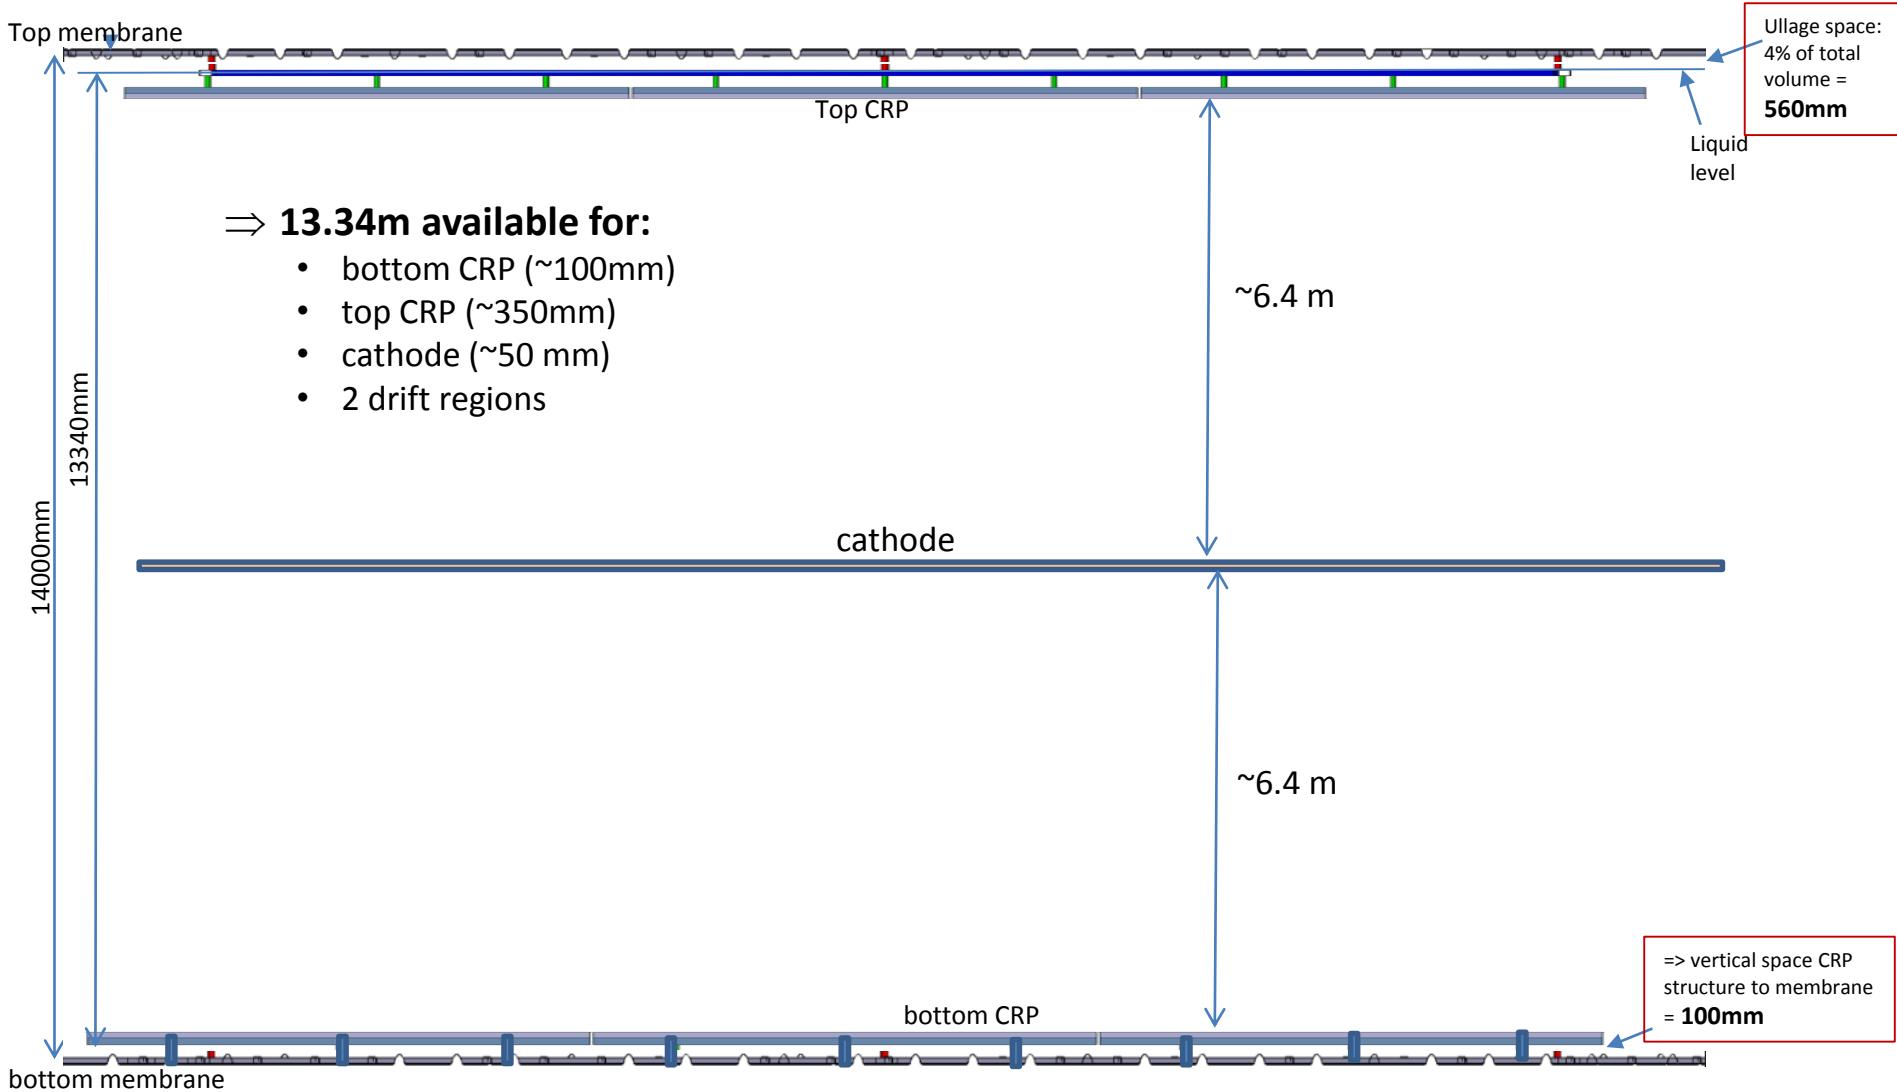 Top membrane
Ullage space:
4% of total
volume =
560mm
Top CRP
Liquid
level
⇒ 13.34m available for:
• bottom CRP (~100mm)
• top CRP (~350mm)
• cathode (~50 mm)
• 2 drift regions
~6.4 m
13340mm
14000mm
cathode
~6.4 m
=> vertical space CRP
structure to membrane
= 100mm
bottom CRP
bottom membrane